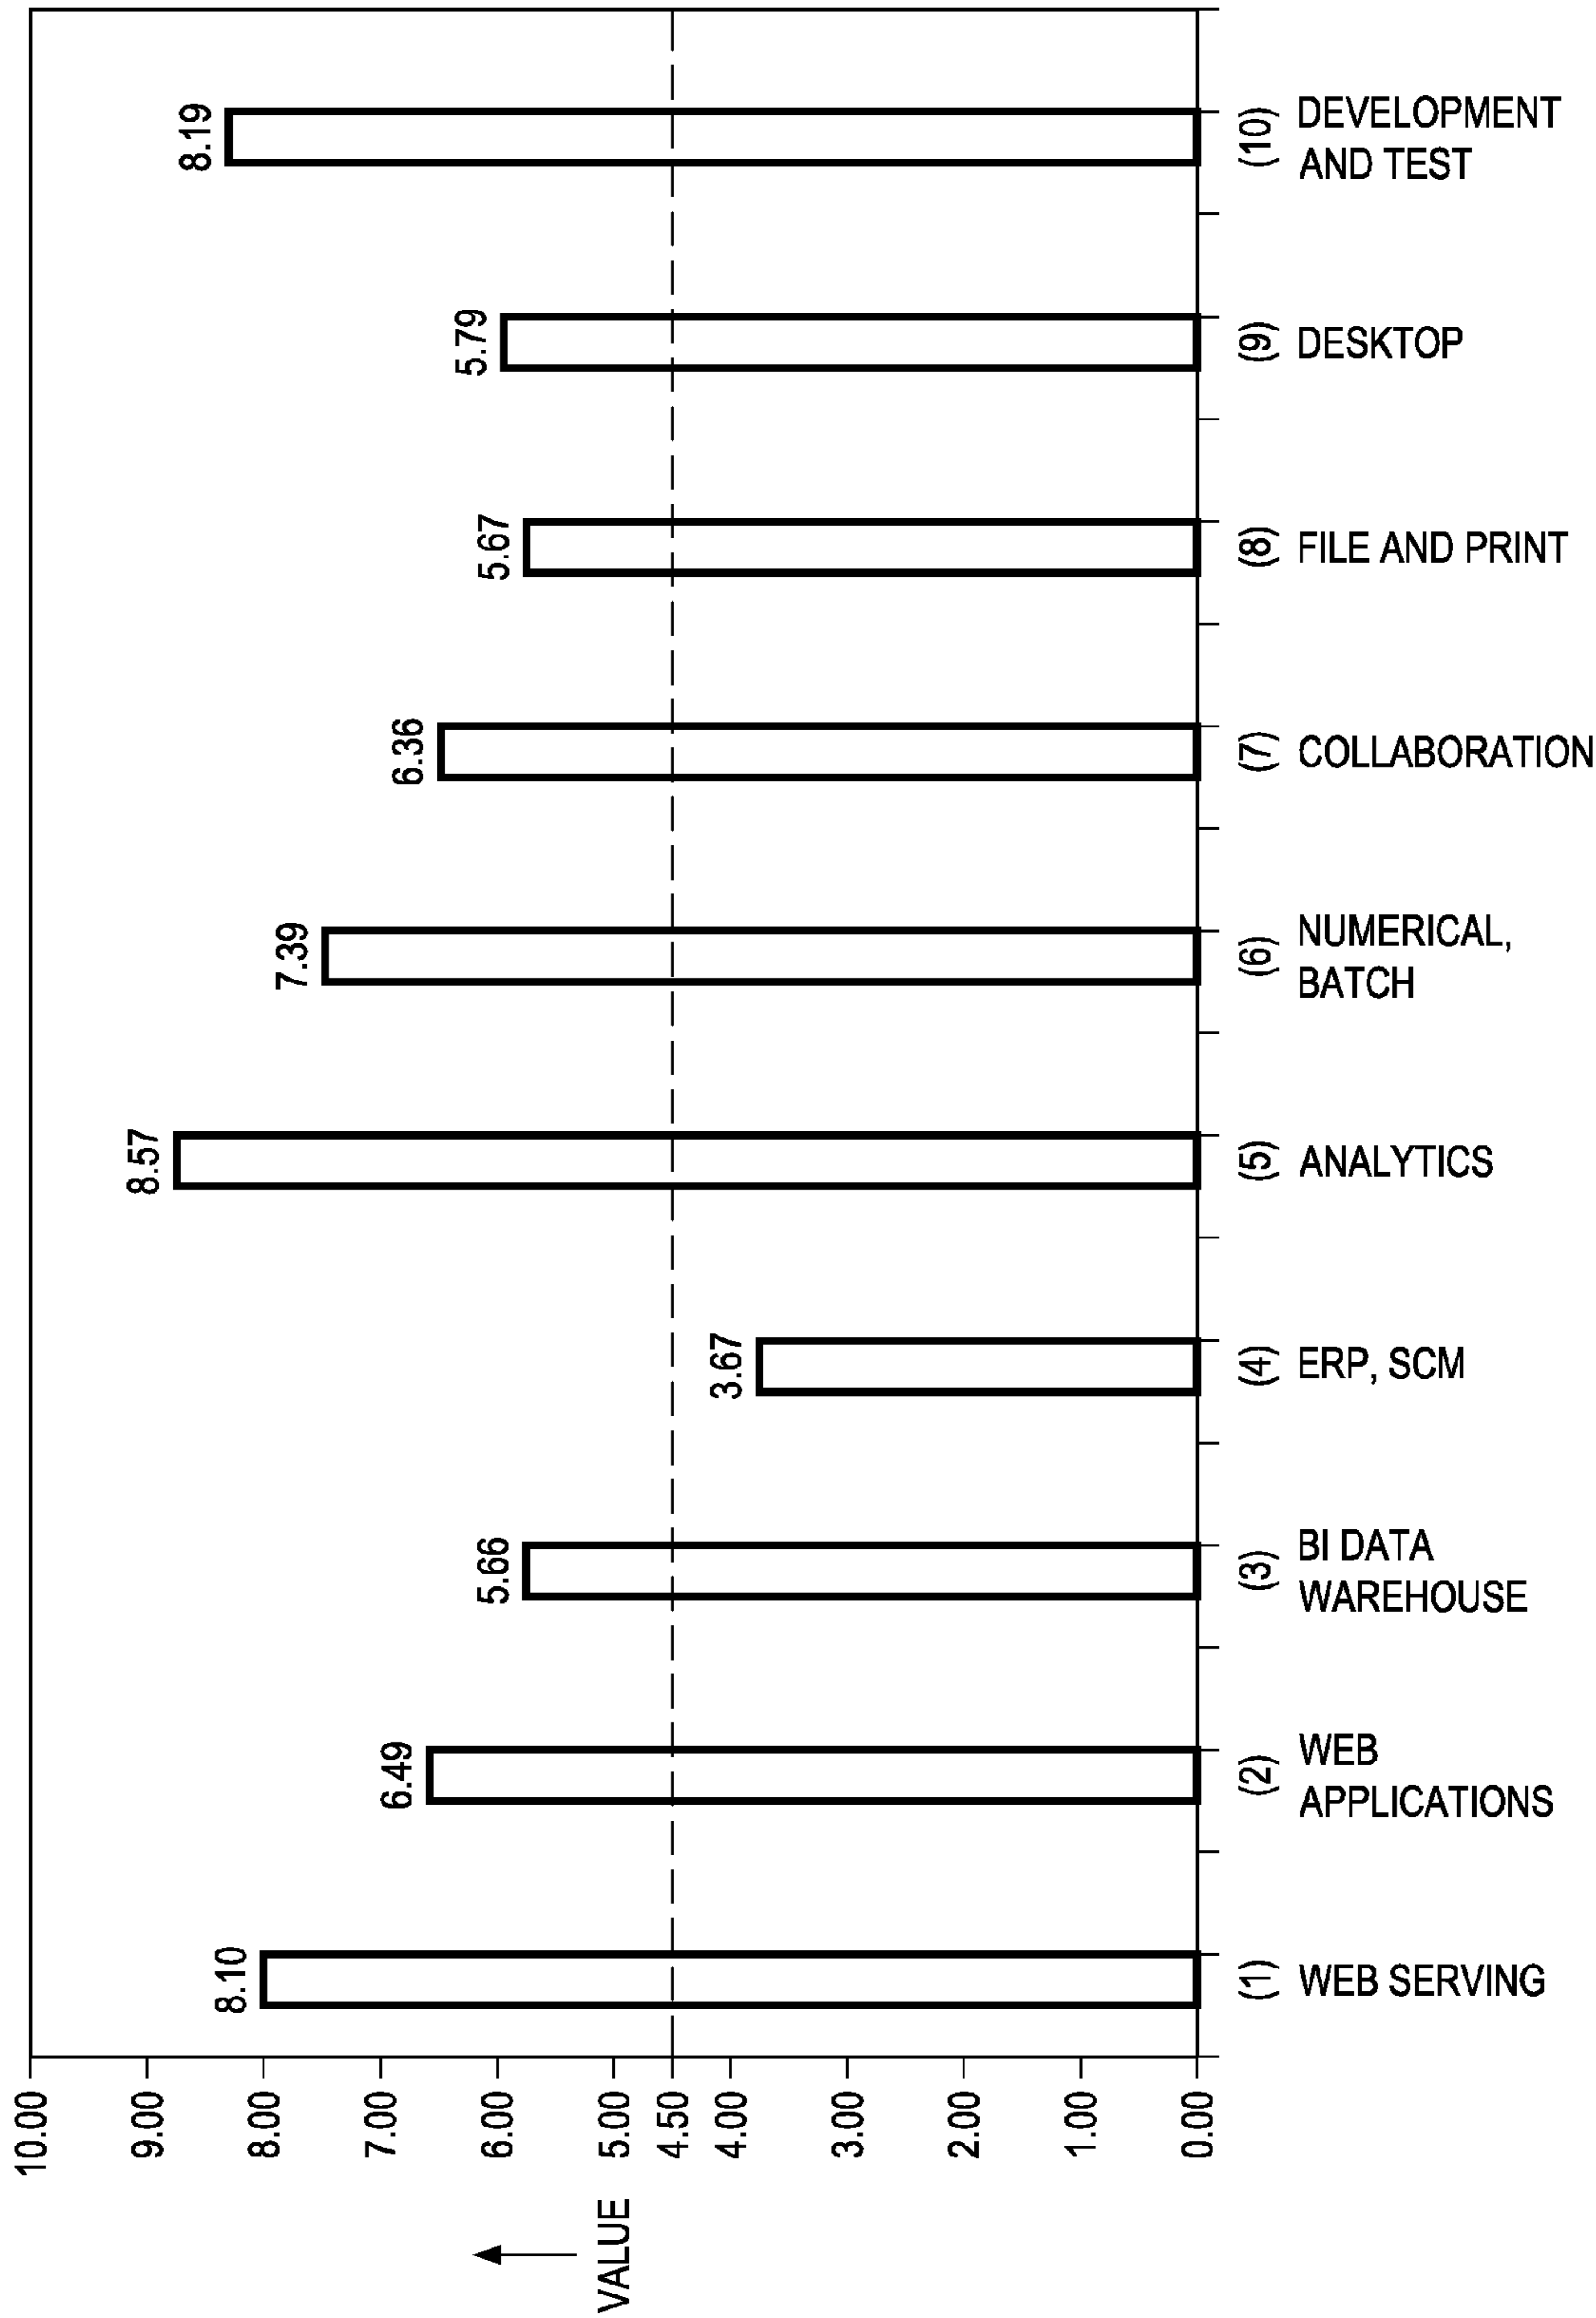 VALUE
10.00
9.00
8.00
7.00
6.00
5.00
4.50
4.00
3.00
2.00
1.00
0.00
8.10
6.49
5.66
3.67
8.57
7.39
6.36
5.67
5.79
8.19
(1)
WEB SERVING
(2)
WEB
APPLICATIONS
(3)
BI DATA
WAREHOUSE
(4)
ERP, SCM
(5)
ANALYTICS
(6)
NUMERICAL,
BATCH
(7)
COLLABORATION
(8)
FILE AND PRINT
(9)
DESKTOP
(10)
DEVELOPMENT
AND TEST